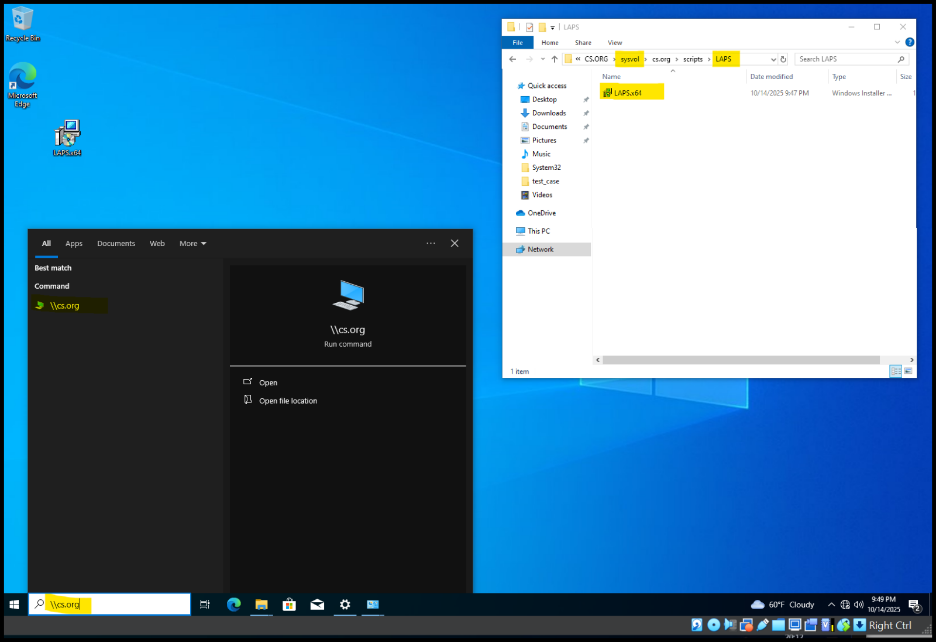 Recycle Bin
Microsoft
Edge
LAPS.x64
LAPS
File Home Share View
« CS.ORG > sysvol > cs.org > scripts > LAPS
Search LAPS
Name Date modified Type Size
LAPS.x64 10/14/2025 9:47 PM Windows Installer ... 1
Quick access
Desktop
Downloads
Documents
Pictures
Music
System32
test_case
Videos
OneDrive
This PC
Network
1 item
All Apps Documents Web More
Best match
Command
\\cs.org
\\cs.org
Run command
Open
Open file location
\\cs.org
60°F Cloudy
9:49 PM
10/14/2025
2
Right Ctrl